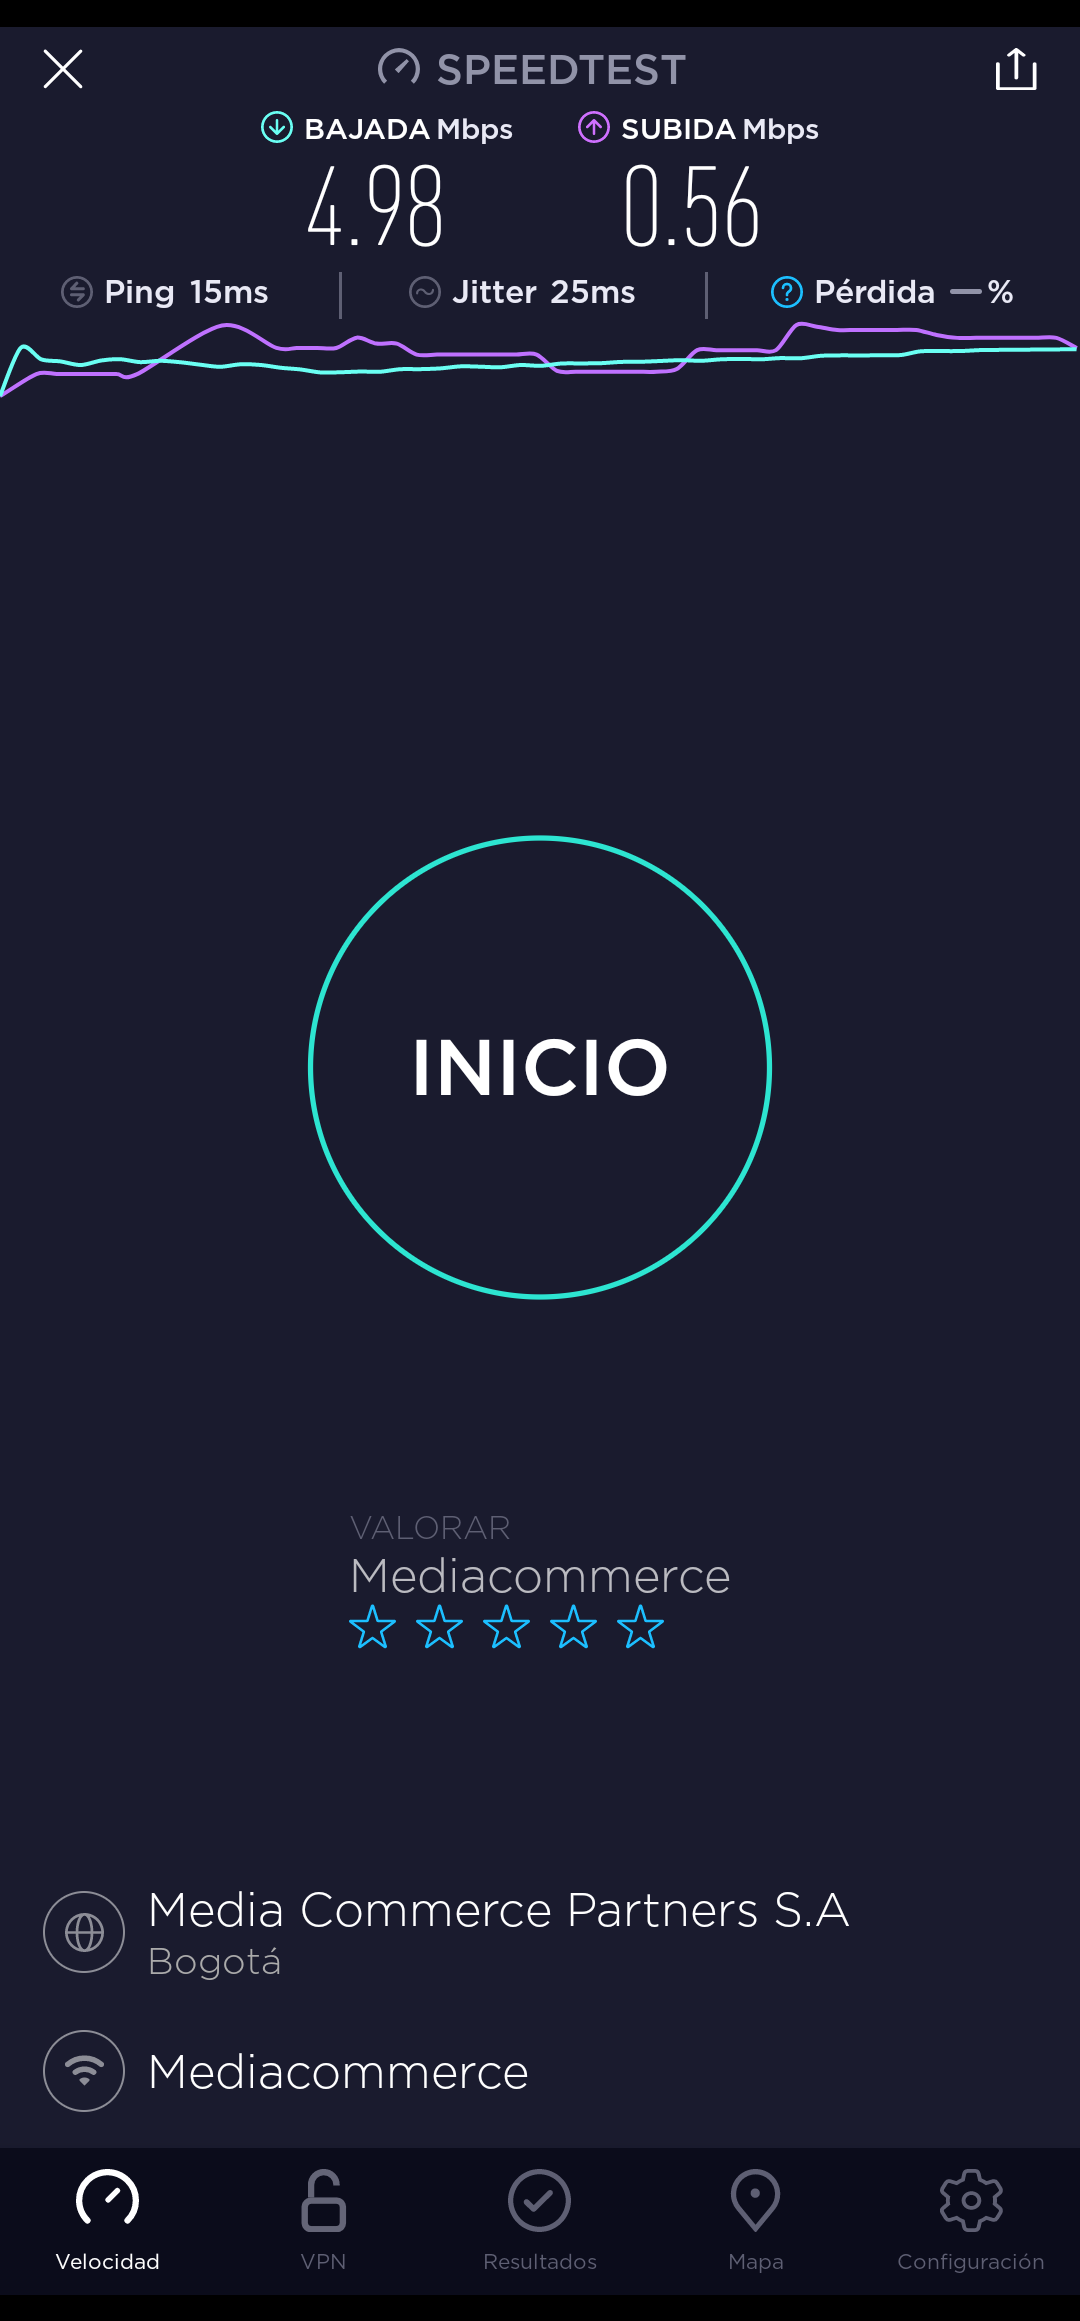 SPEEDTEST
BAJADA Mbps SUBIDA Mbps
4.98 0.56
Ping 15ms Jitter 25ms Pérdida —%
INICIO
VALORAR
Mediacommerce
Media Commerce Partners S.A
Bogotá
Mediacommerce
Velocidad VPN Resultados Mapa Configuración